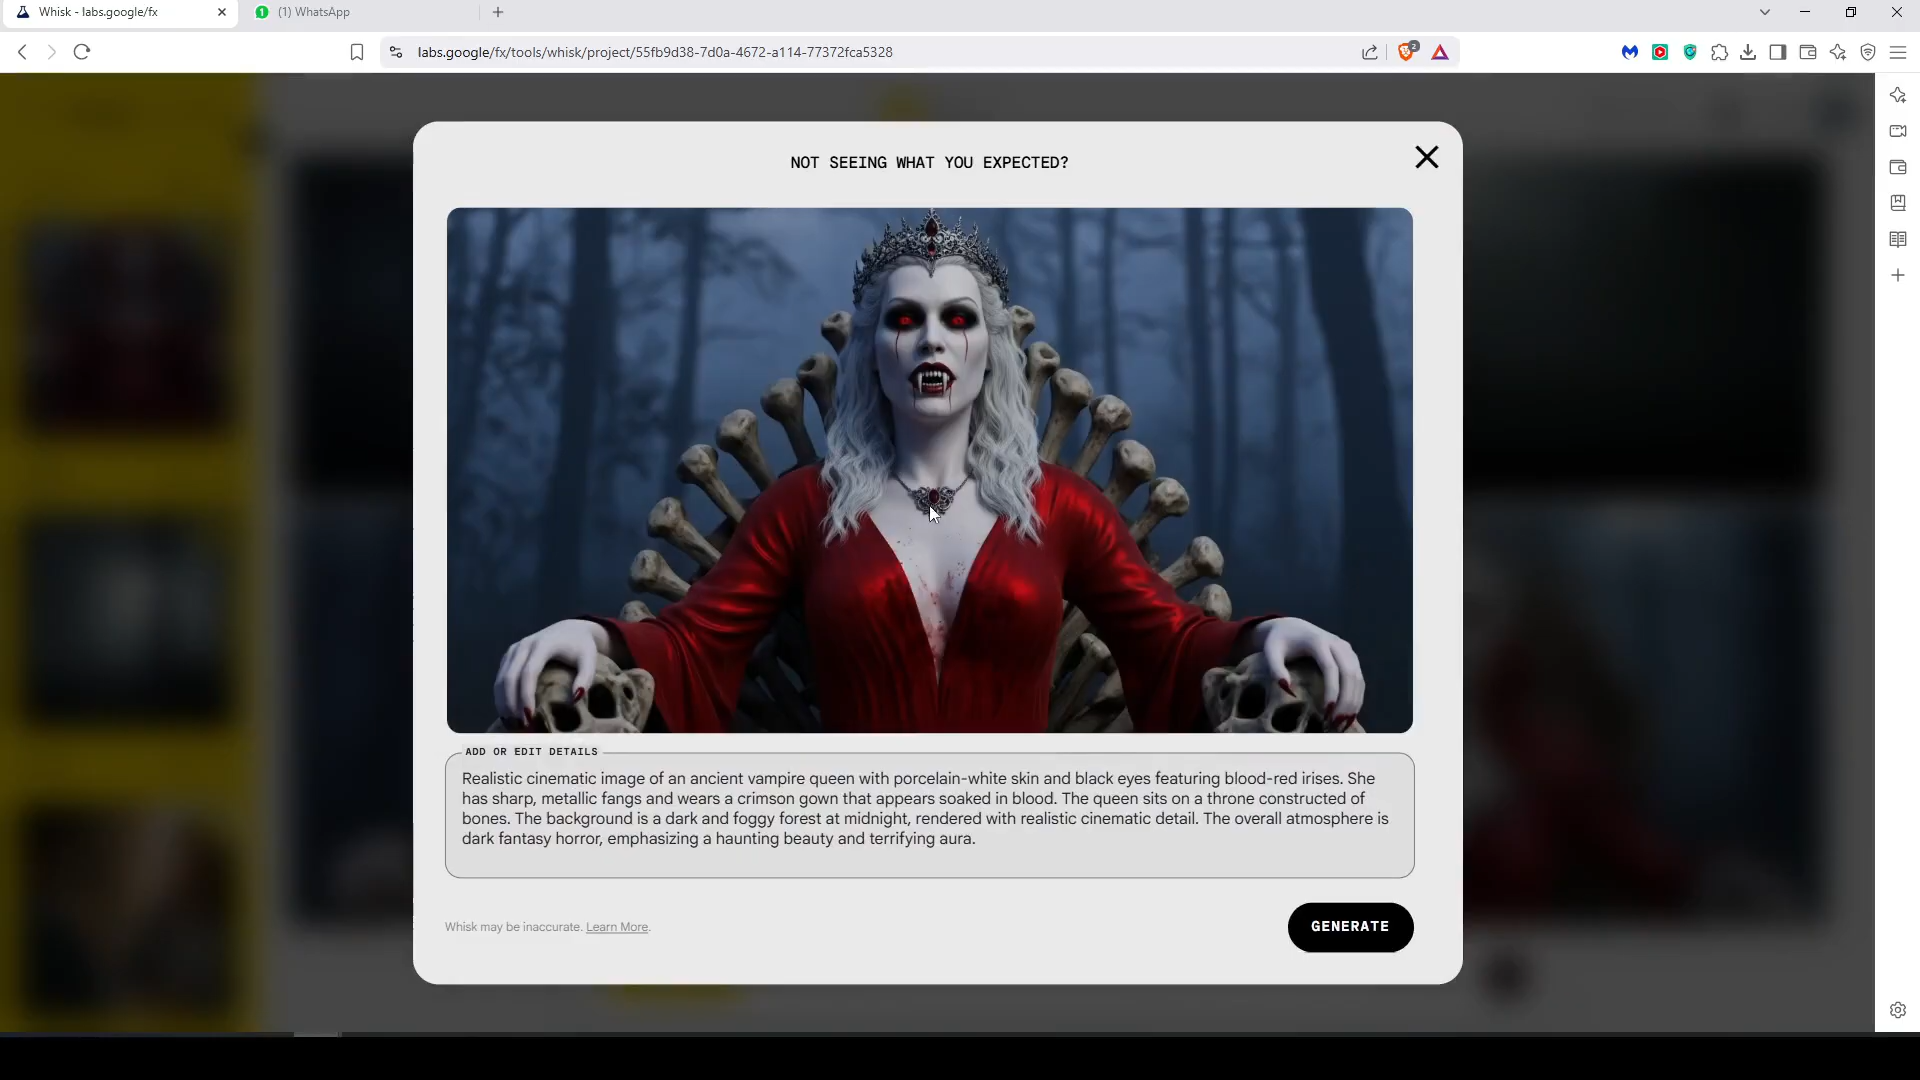 Whisk - labs.google/fx
(1) WhatsApp
labs.google/fx/tools/whisk/project/55fb9d38-7d0a-4672-a114-77372fca5328
2
NOT SEEING WHAT YOU EXPECTED?
ADD OR EDIT DETAILS
Realistic cinematic image of an ancient vampire queen with porcelain-white skin and black eyes featuring blood-red irises. She
has sharp, metallic fangs and wears a crimson gown that appears soaked in blood. The queen sits on a throne constructed of
bones. The background is a dark and foggy forest at midnight, rendered with realistic cinematic detail. The overall atmosphere is
dark fantasy horror, emphasizing a haunting beauty and terrifying aura.
Whisk may be inaccurate. Learn More.
GENERATE